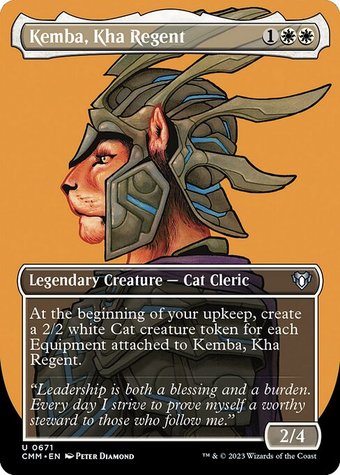 Kemba, Kha Regent 1
Legendary Creature — Cat Cleric
At the beginning of your upkeep, create
a 2/2 white Cat creature token for each
Equipment attached to Kemba, Kha
Regent.
“Leadership is both a blessing and a burden.
Every day I strive to prove myself a worthy
steward to those who follow me.”
2/4
U 0671
CMM • EN Peter Diamond
™ & © 2023 Wizards of the Coast